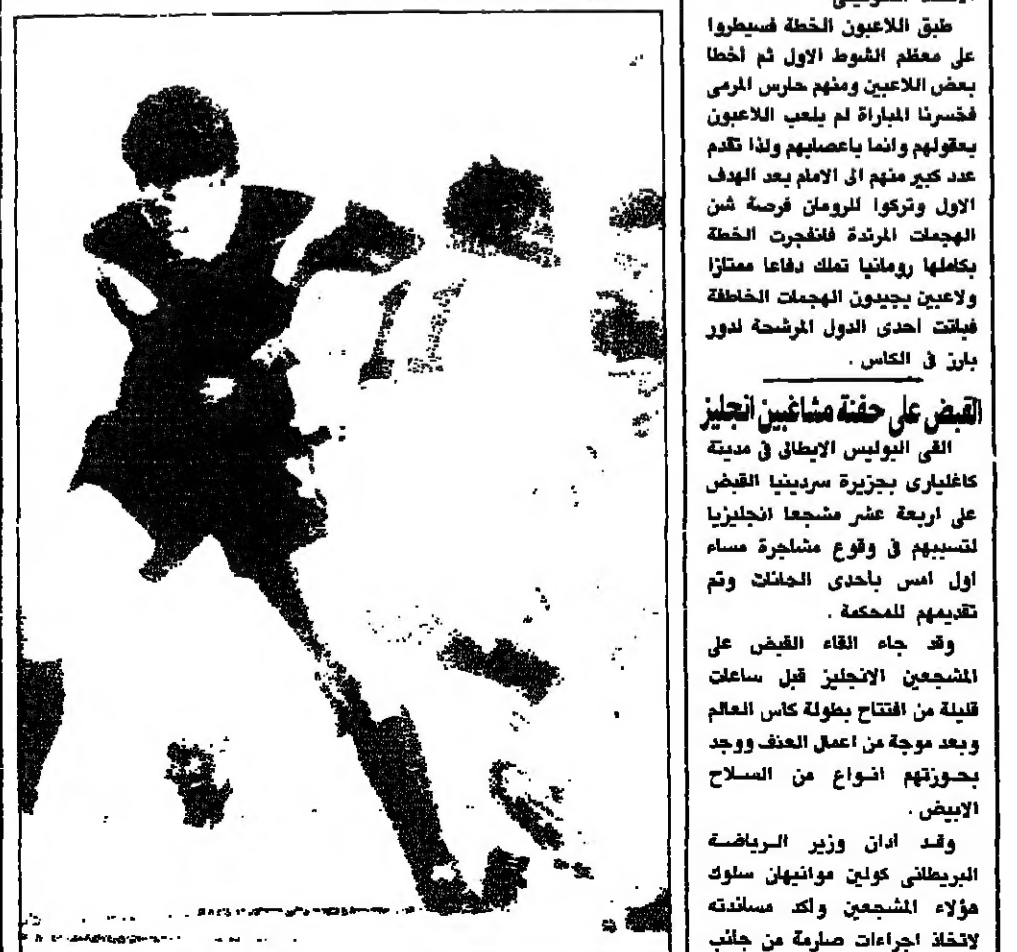 طبق اللاعبون الخطة فسيطروا
على معظم الشوط الاول ثم أخطا
بعض اللاعبين ومنهم حارس المرمى
فخسرنا المباراة لم يلعب اللاعبون
بعقولهم وانما باعصابهم ولذا تقدم
عدد كبير منهم الى الامام بعد الهدف
الاول وتركوا للرومان فرصة شن
الهجمات المرتدة فانفجرت الخطة
بكاملها رومانيا تملك دفاعا ممتازا
ولاعبين يجيدون الهجمات الخاطفة
فباتت احدى الدول المرشحة لدور
بارز في الكاس .
القبض على حفنة مشاغبين انجليز
القى البوليس الايطالى في مدينة
كاغليارى بجزيرة سردينيا القبض
على اربعة عشر مشجعا انجليزيا
لتسببهم في وقوع مشاجرة مساء
اول امس باحدى الحانات وتم
تقديمهم للمحكمة .
وقد جاء القاء القبض على
المشجعين الانجليز قبل ساعات
قليلة من افتتاح بطولة كاس العالم
وبعد موجة من اعمال العنف ووجد
بحوزتهم انواع من السلاح
الابيض .
وقد ادان وزير الرياضة
البريطانى كولين موانيهان سلوك
هؤلاء المشجعين واكد مساندته
لاتخاذ اجراءات صارمة من جانب